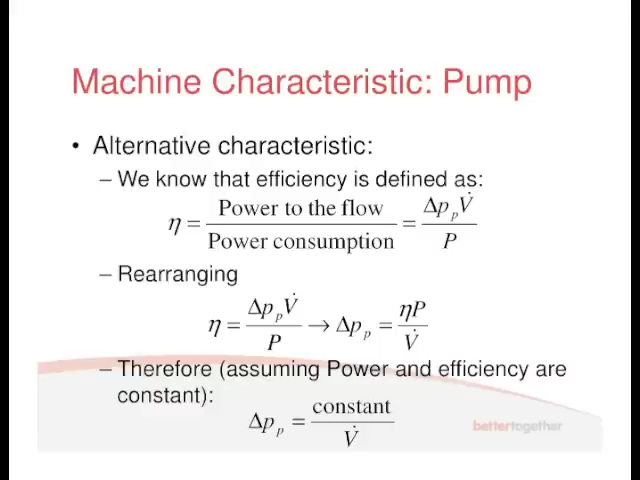 Machine Characteristic: Pump
• Alternative characteristic:
– We know that efficiency is defined as:
η = Power to the flow / Power consumption = Δp_p V̇ / P
– Rearranging
η = Δp_p V̇ / P → Δp_p = ηP / V̇
– Therefore (assuming Power and efficiency are
constant):
Δp_p = constant / V̇
bettertogether